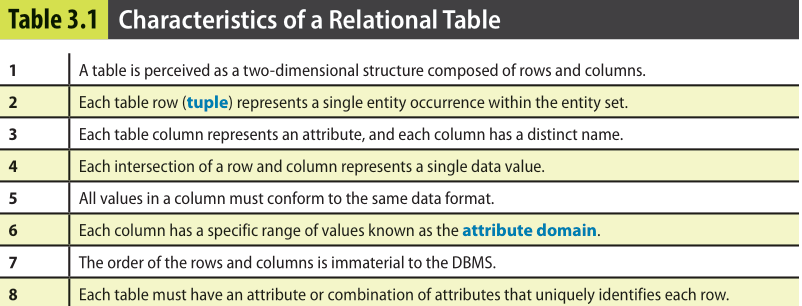 Table 3.1 Characteristics of a Relational Table
1 A table is perceived as a two-dimensional structure composed of rows and columns.
2 Each table row (tuple) represents a single entity occurrence within the entity set.
3 Each table column represents an attribute, and each column has a distinct name.
4 Each intersection of a row and column represents a single data value.
5 All values in a column must conform to the same data format.
6 Each column has a specific range of values known as the attribute domain.
7 The order of the rows and columns is immaterial to the DBMS.
8 Each table must have an attribute or combination of attributes that uniquely identifies each row.